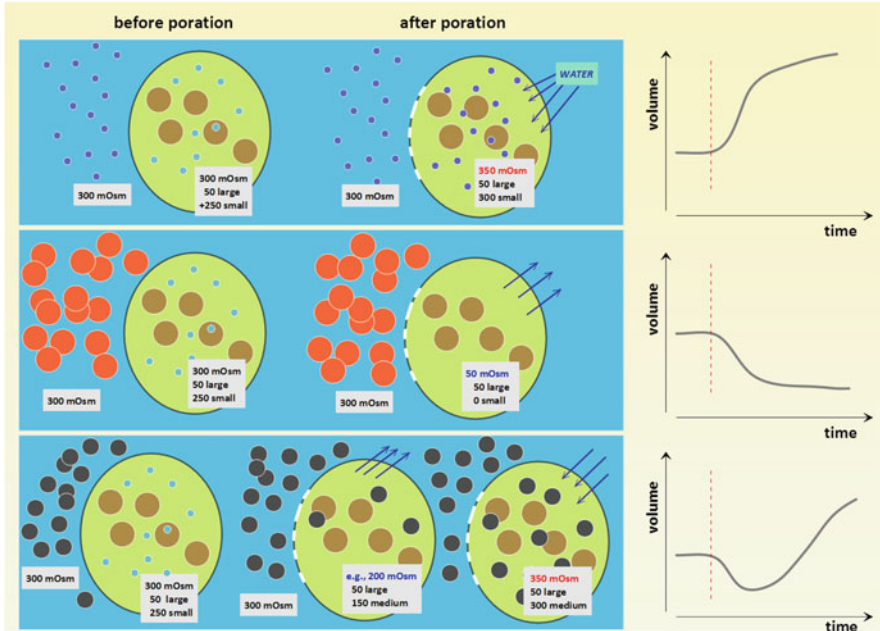 before poration
after poration
WATER
300 mOsm
300 mOsm
50 large
+250 small
300 mOsm
350 mOsm
50 large
300 small
volume
time
300 mOsm
300 mOsm
50 large
250 small
300 mOsm
50 mOsm
50 large
0 small
volume
time
300 mOsm
300 mOsm
50 large
250 small
300 mOsm
e.g., 200 mOsm
50 large
150 medium
350 mOsm
50 large
300 medium
volume
time